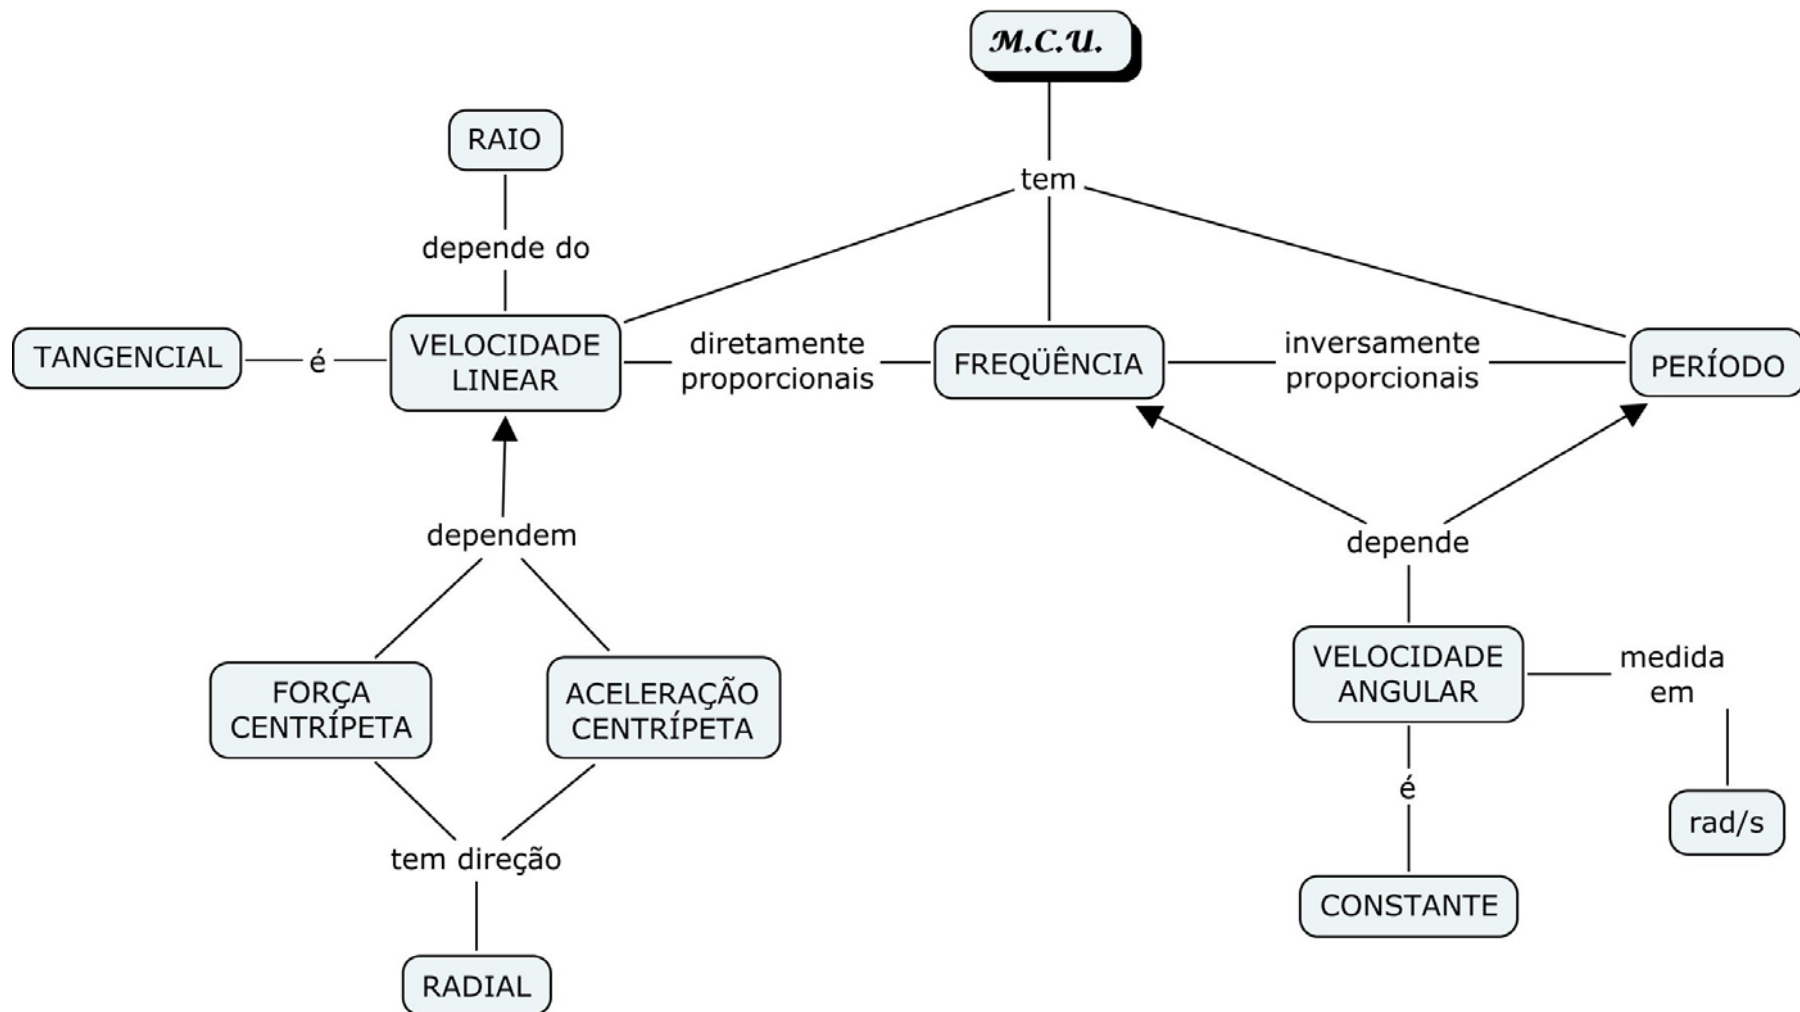 M.C.U.
RAIO
tem
depende do
TANGENCIAL
é
VELOCIDADE
LINEAR
diretamente
proporcionais
FREQÜÊNCIA
inversamente
proporcionais
PERÍODO
dependem
depende
FORÇA
CENTRÍPETA
ACELERAÇÃO
CENTRÍPETA
VELOCIDADE
ANGULAR
medida
em
é
rad/s
tem direção
CONSTANTE
RADIAL